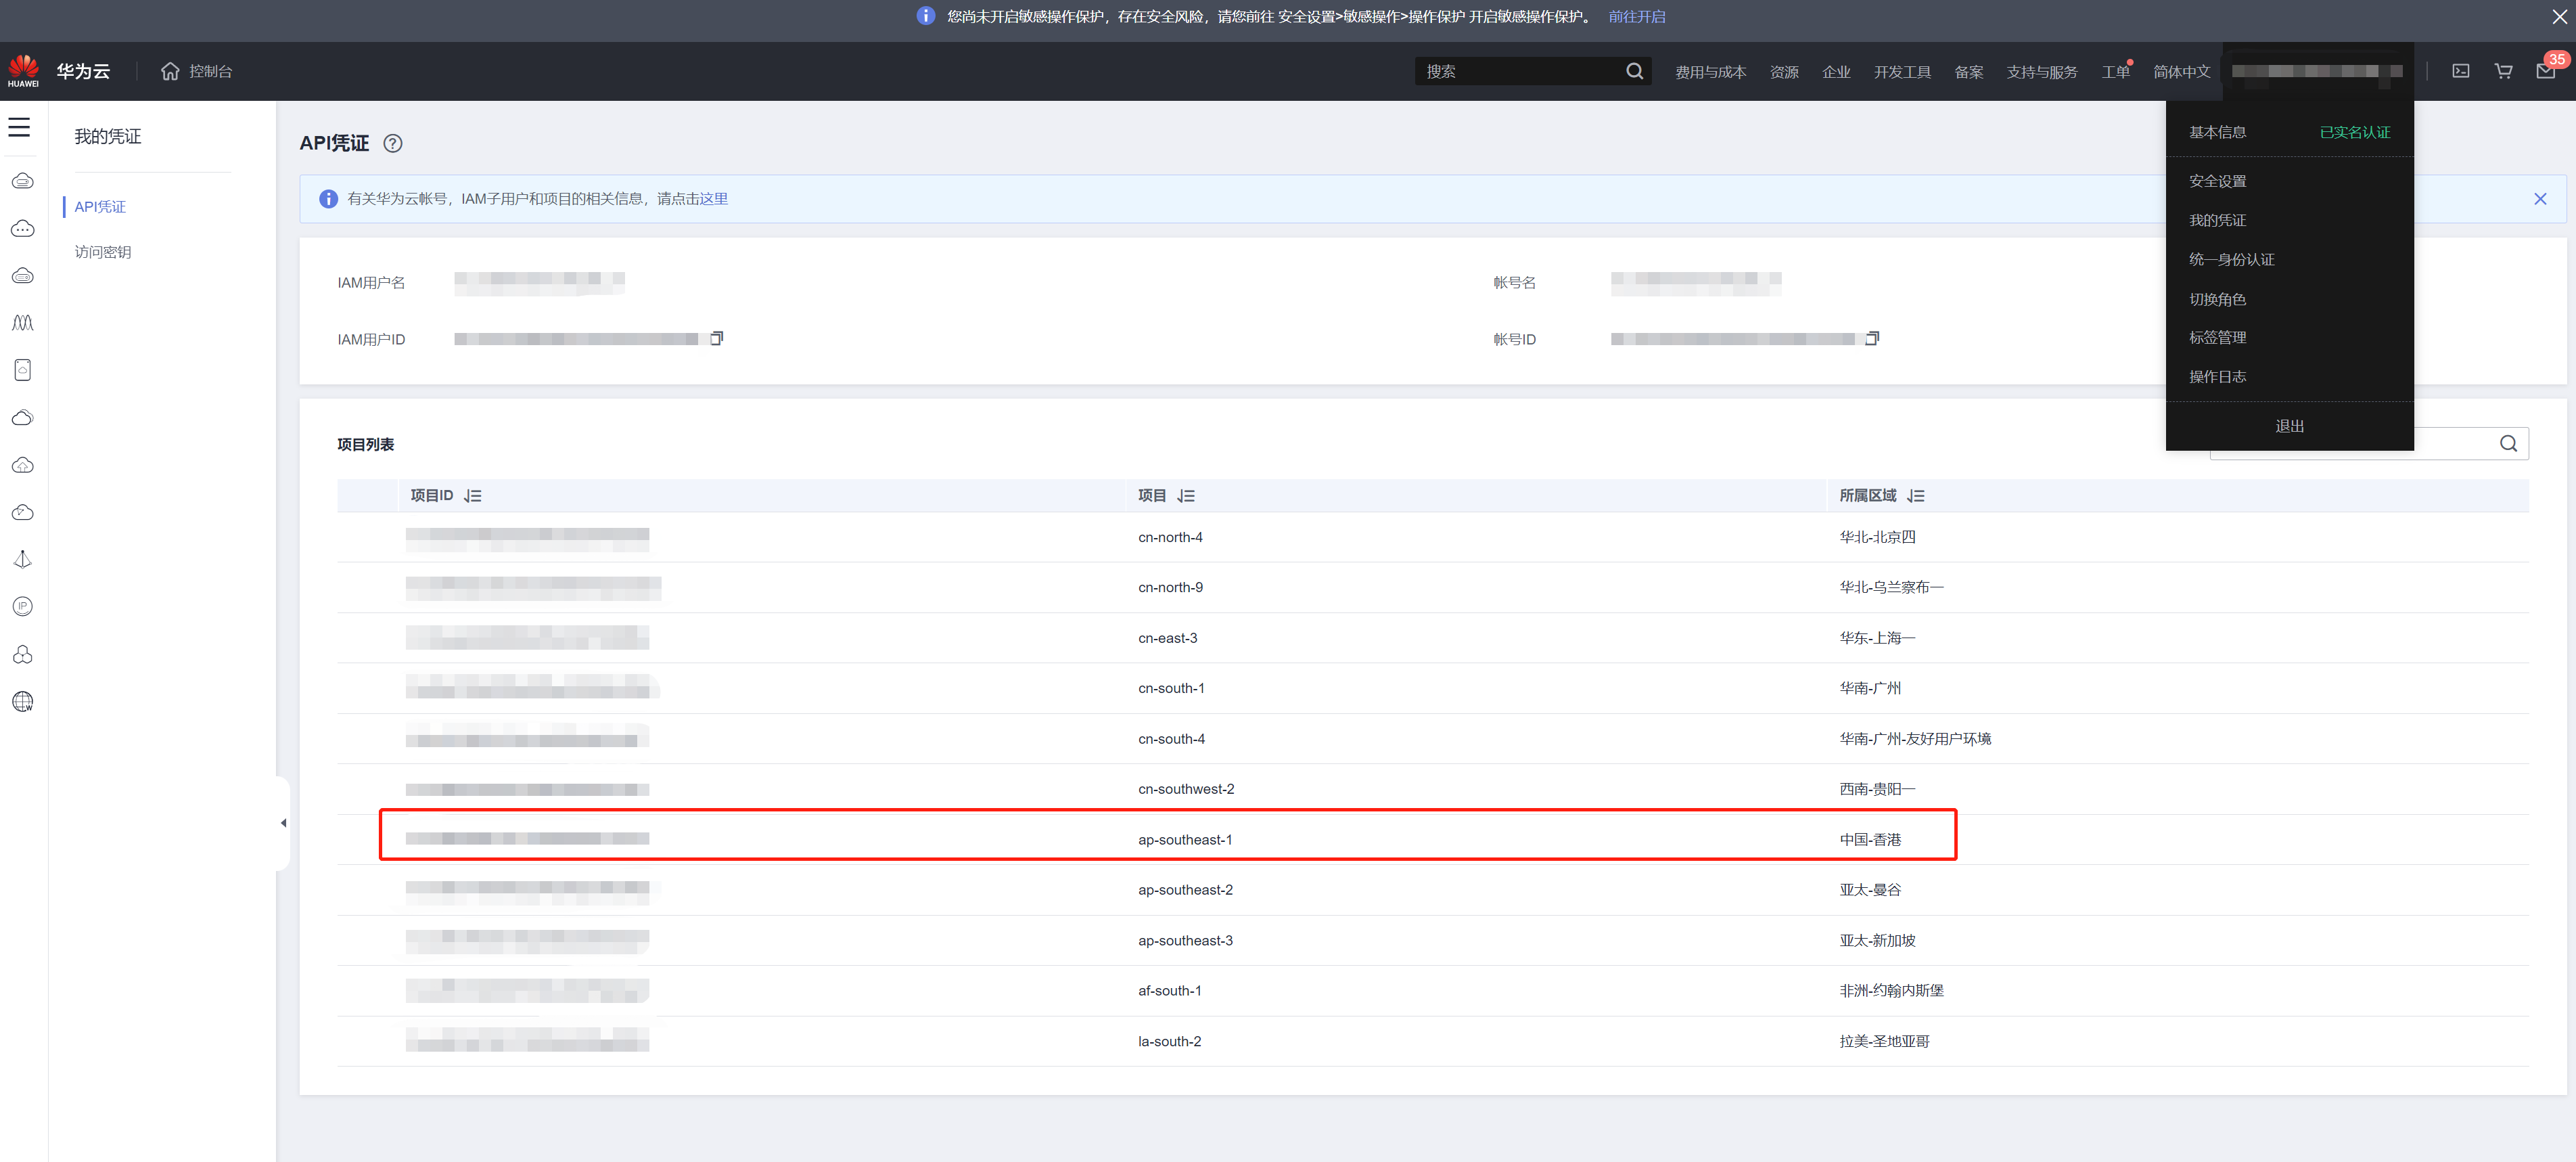 您尚未开启敏感操作保护，存在安全风险，请您前往 安全设置>敏感操作>操作保护 开启敏感操作保护。 前往开启
HUAWEI 华为云 控制台 搜索 费用与成本 资源 企业 开发工具 备案 支持与服务 工单 简体中文 35
我的凭证
API凭证
访问密钥
API凭证
有关华为云帐号，IAM子用户和项目的相关信息，请点击这里
基本信息 已实名认证
安全设置
我的凭证
统一身份认证
切换角色
标签管理
操作日志
退出
IAM用户名 帐号名
IAM用户ID 帐号ID
项目列表
项目ID 项目 所属区域
cn-north-4 华北-北京四
cn-north-9 华北-乌兰察布一
cn-east-3 华东-上海一
cn-south-1 华南-广州
cn-south-4 华南-广州-友好用户环境
cn-southwest-2 西南-贵阳一
ap-southeast-1 中国-香港
ap-southeast-2 亚太-曼谷
ap-southeast-3 亚太-新加坡
af-south-1 非洲-约翰内斯堡
la-south-2 拉美-圣地亚哥
IP
W